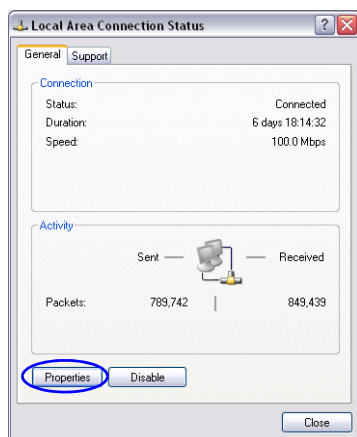 Local Area Connection Status
General Support
Connection
Status: Connected
Duration: 6 days 18:14:32
Speed: 100.0 Mbps
Activity
Sent — — Received
Packets: 789,742 | 849,439
Properties Disable
Close